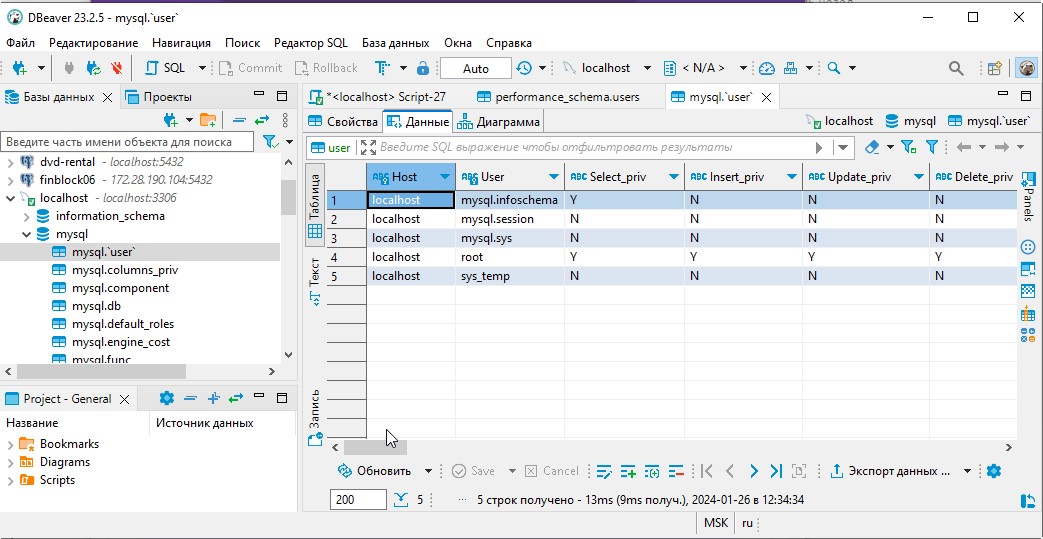 DBeaver 23.2.5 - mysql.`user`
Файл Редактирование Навигация Поиск Редактор SQL База данных Окна Справка
SQL Commit Rollback Auto localhost < N/A >
Базы данных Проекты
Введите часть имени объекта для поиска
dvd-rental - localhost:5432
finblock06 - 172.28.190.104:5432
localhost - localhost:3306
information_schema
mysql
mysql.`user`
mysql.columns_priv
mysql.component
mysql.db
mysql.default_roles
mysql.engine_cost
mysql.func
Project - General
Название Источник данных
Bookmarks
Diagrams
Scripts
*<localhost> Script-27 performance_schema.users mysql.`user`
Свойства Данные Диаграмма localhost mysql mysql.`user`
user Введите SQL выражение чтобы отфильтровать результаты
Таблица
Текст
Запись
ABC Host ABC User ABC Select_priv ABC Insert_priv ABC Update_priv ABC Delete_priv
1 localhost mysql.infoschema Y N N N
2 localhost mysql.session N N N N
3 localhost mysql.sys N N N N
4 localhost root Y Y Y Y
5 localhost sys_temp N N N N
Panels
Обновить Save Cancel Экспорт данных ...
200 5 ··· 5 строк получено - 13ms (9ms получ.), 2024-01-26 в 12:34:34
MSK ru